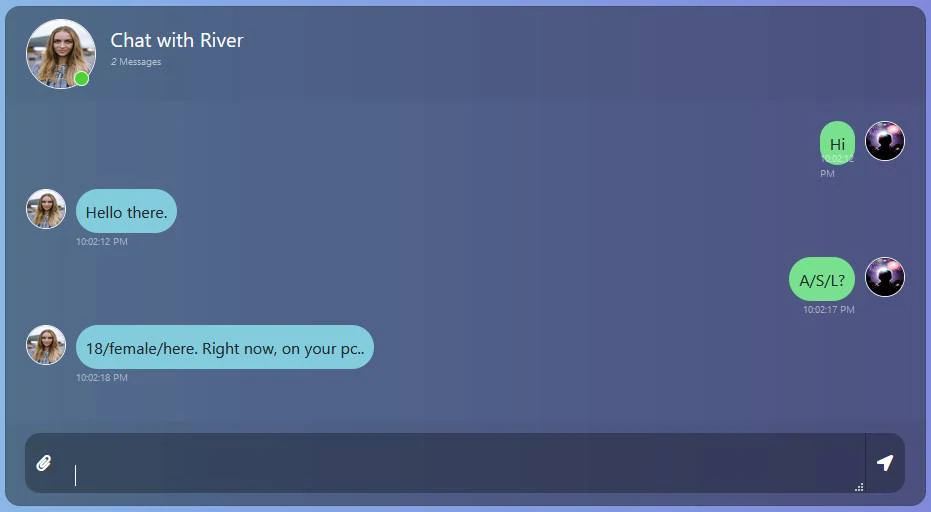 Chat with River
2 Messages
Hi
10:02:12
PM
Hello there.
10:02:12 PM
A/S/L?
10:02:17 PM
18/female/here. Right now, on your pc..
10:02:18 PM